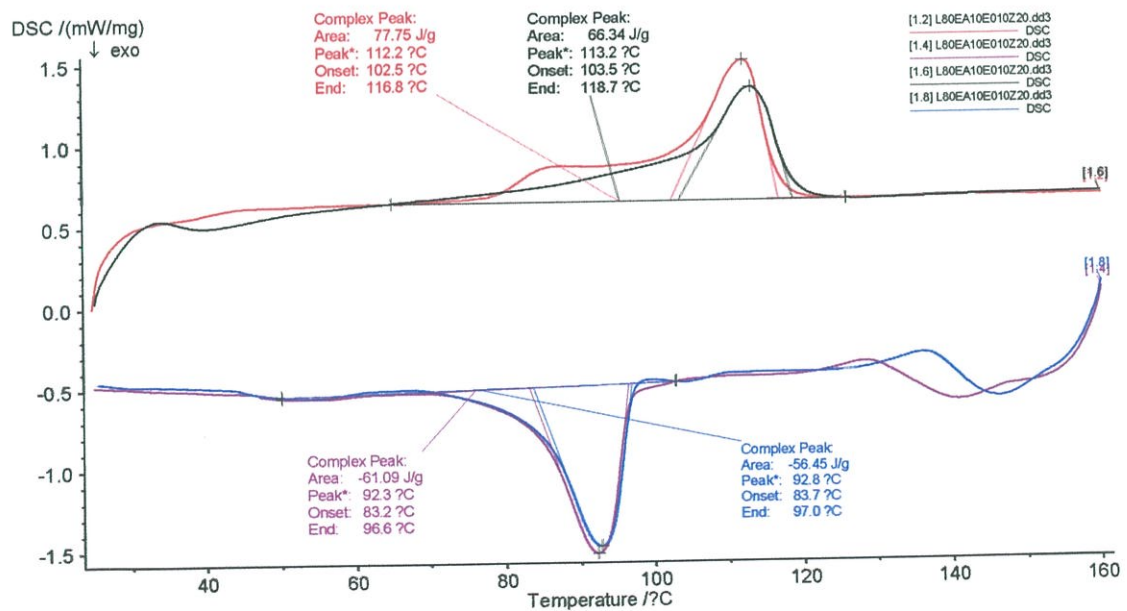 DSC /(mW/mg)
↓ exo
Complex Peak:
Area: 77.75 J/g
Peak*: 112.2 ?C
Onset: 102.5 ?C
End: 116.8 ?C
Complex Peak:
Area: 66.34 J/g
Peak*: 113.2 ?C
Onset: 103.5 ?C
End: 118.7 ?C
[1.2] L80EA10E010Z20.dd3
DSC
[1.4] L80EA10E010Z20.dd3
DSC
[1.6] L80EA10E010Z20.dd3
DSC
[1.8] L80EA10E010Z20.dd3
DSC
1.5
1.0
0.5
0.0
-0.5
-1.0
-1.5
[1.6]
[1.8]
[1.4]
Complex Peak:
Area: -61.09 J/g
Peak*: 92.3 ?C
Onset: 83.2 ?C
End: 96.6 ?C
Complex Peak:
Area: -56.45 J/g
Peak*: 92.8 ?C
Onset: 83.7 ?C
End: 97.0 ?C
40 60 80 100 120 140 160
Temperature /?C